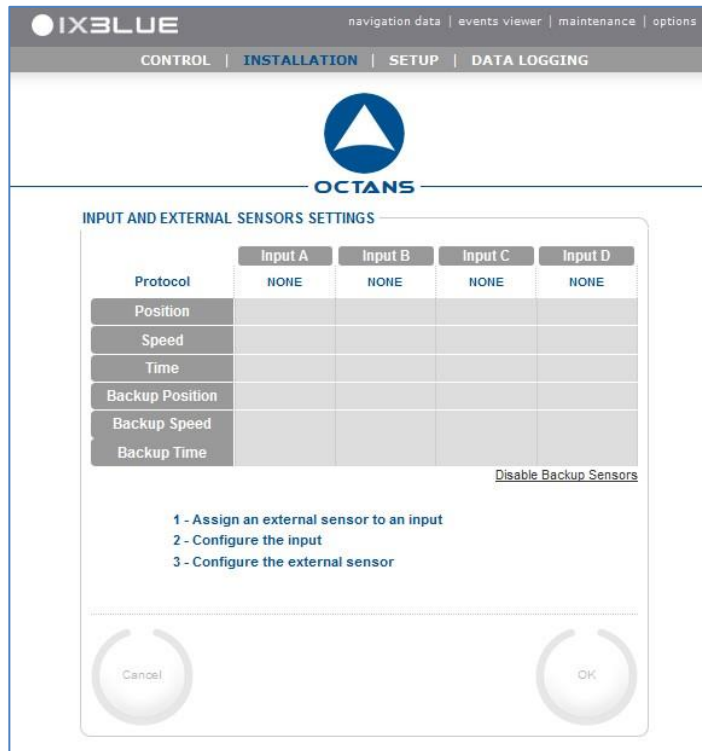 IXBLUE
navigation data | events viewer | maintenance | options
CONTROL | INSTALLATION | SETUP | DATA LOGGING
OCTANS
INPUT AND EXTERNAL SENSORS SETTINGS
Input A Input B Input C Input D
Protocol NONE NONE NONE NONE
Position
Speed
Time
Backup Position
Backup Speed
Backup Time
Disable Backup Sensors
1 - Assign an external sensor to an input
2 - Configure the input
3 - Configure the external sensor
Cancel OK